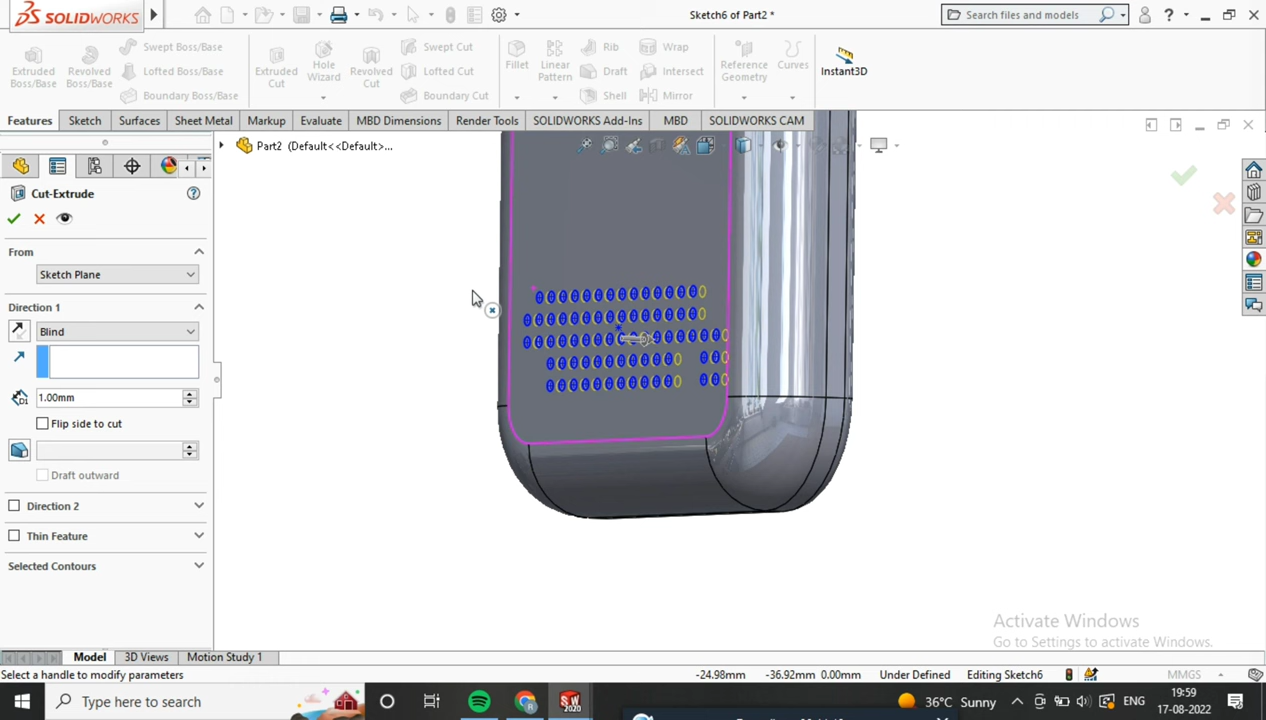 SOLIDWORKS
Sketch6 of Part2 *
Search files and models
Extruded Boss/Base
Revolved Boss/Base
Swept Boss/Base
Lofted Boss/Base
Boundary Boss/Base
Extruded Cut
Hole Wizard
Revolved Cut
Swept Cut
Lofted Cut
Boundary Cut
Fillet
Linear Pattern
Rib
Draft
Shell
Wrap
Intersect
Mirror
Reference Geometry
Curves
Instant3D
Features
Sketch
Surfaces
Sheet Metal
Markup
Evaluate
MBD Dimensions
Render Tools
SOLIDWORKS Add-Ins
MBD
SOLIDWORKS CAM
Part2 (Default<<Default>...
Cut-Extrude
From
Sketch Plane
Direction 1
Blind
1.00mm
Flip side to cut
Draft outward
Direction 2
Thin Feature
Selected Contours
Activate Windows
Go to Settings to activate Windows.
Model
3D Views
Motion Study 1
Select a handle to modify parameters
-24.98mm
-36.92mm 0.00mm
Under Defined
Editing Sketch6
MMGS
Type here to search
SW
2020
36°C Sunny
ENG
19:59
17-08-2022